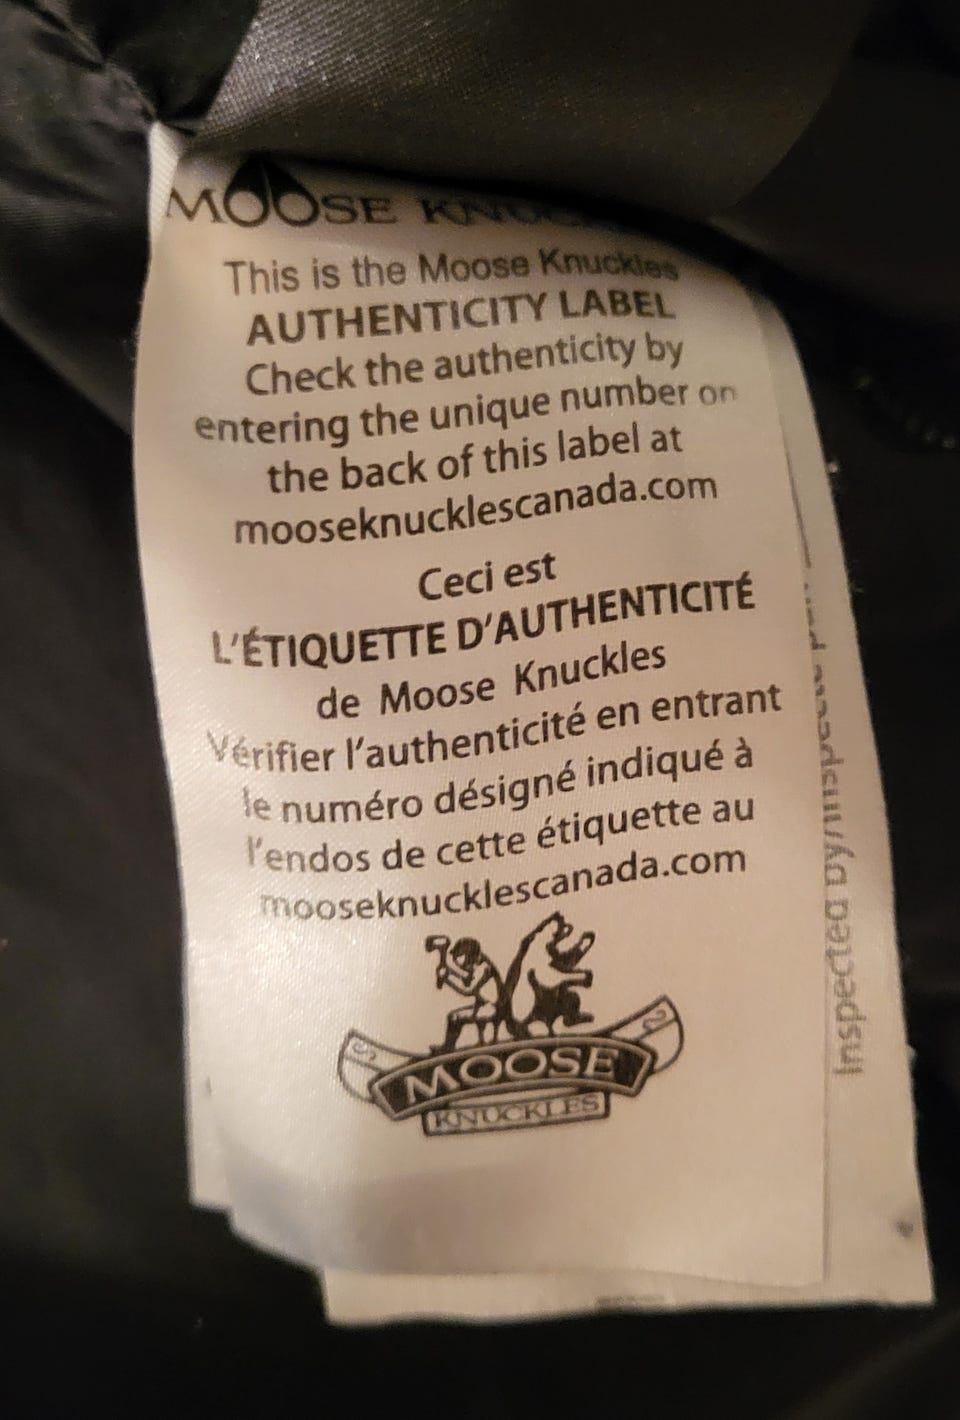 MOOSE KNUCKLES
This is the Moose Knuckles
AUTHENTICITY LABEL
Check the authenticity by
entering the unique number on
the back of this label at
mooseknucklescanada.com
Ceci est
L'ÉTIQUETTE D'AUTHENTICITÉ
de Moose Knuckles
Vérifier l'authenticité en entrant
le numéro désigné indiqué à
l'endos de cette étiquette au
mooseknucklescanada.com
MOOSE
KNUCKLES
Inspected by/Inspecté par